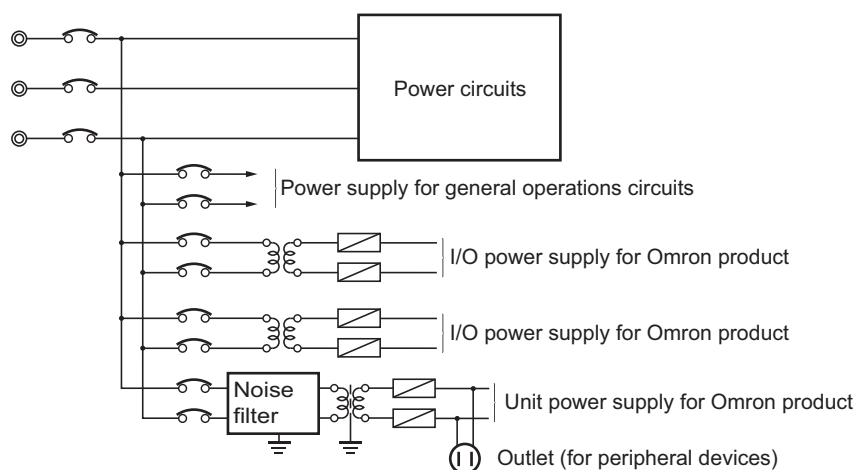 Power circuits
Power supply for general operations circuits
I/O power supply for Omron product
I/O power supply for Omron product
Noise
filter
Unit power supply for Omron product
Outlet (for peripheral devices)